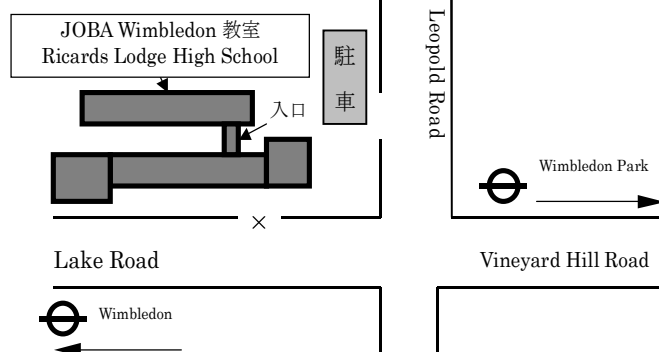 JOBA Wimbledon 教室
Ricards Lodge High School
駐
車
入口
Leopold Road
Wimbledon Park
×
Lake Road
Vineyard Hill Road
Wimbledon